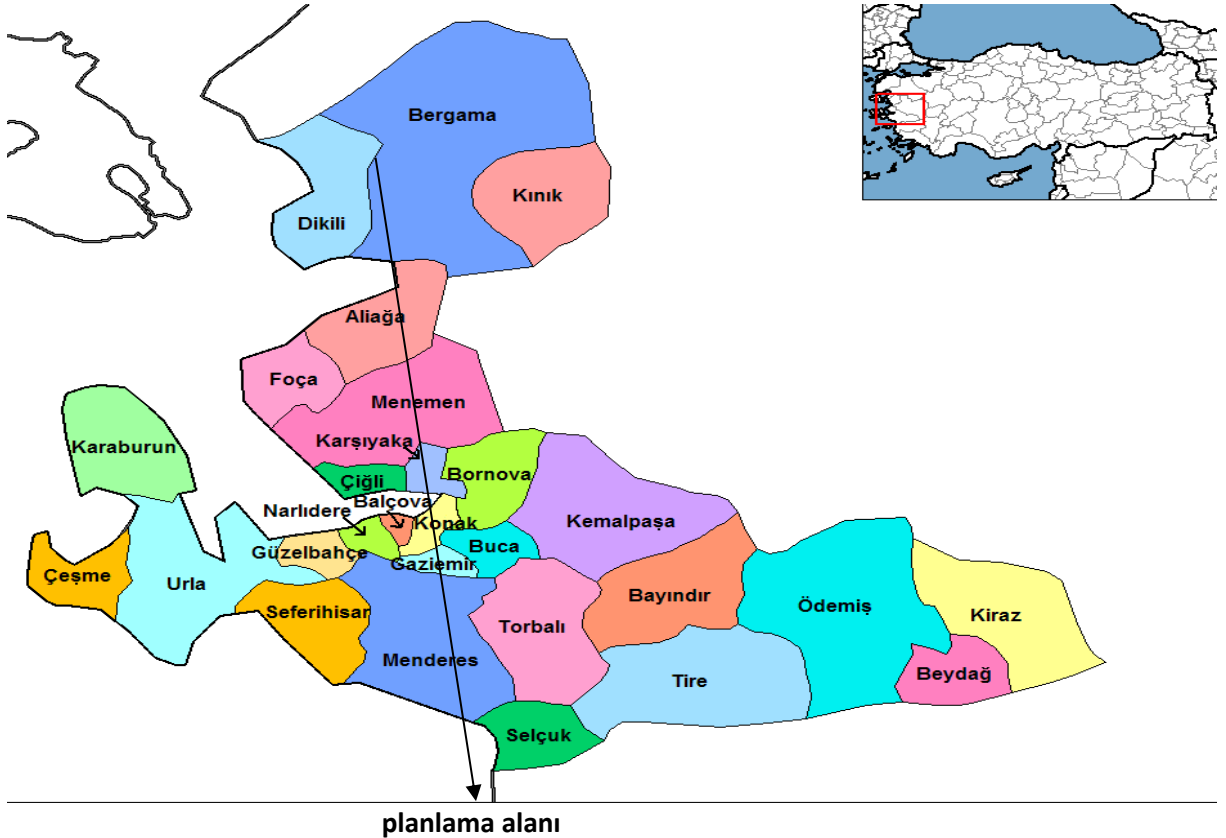 Bergama
Kınık
Dikili
Aliağa
Foça
Menemen
Karşıyaka
Karaburun
Çiğli
Bornova
Balçova
Narlıdere
Konak
Kemalpaşa
Güzelbahçe
Buca
Gaziemir
Çeşme
Urla
Seferihisar
Bayındır
Ödemiş
Kiraz
Torbalı
Menderes
Tire
Beydağ
Selçuk
planlama alanı